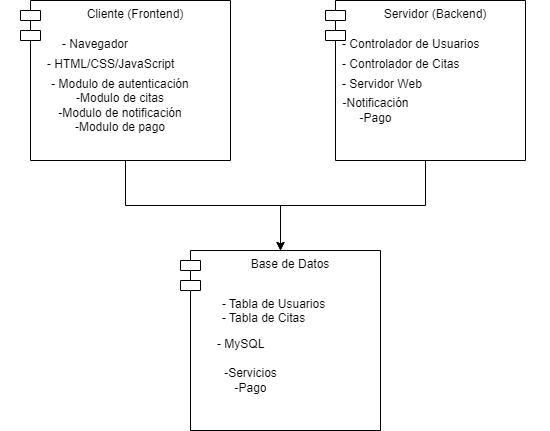 Cliente (Frontend)
- Navegador
- HTML/CSS/JavaScript
- Modulo de autenticación
-Modulo de citas
-Modulo de notificación
-Modulo de pago
Servidor (Backend)
- Controlador de Usuarios
- Controlador de Citas
- Servidor Web
-Notificación
-Pago
Base de Datos
- Tabla de Usuarios
- Tabla de Citas
- MySQL
-Servicios
-Pago